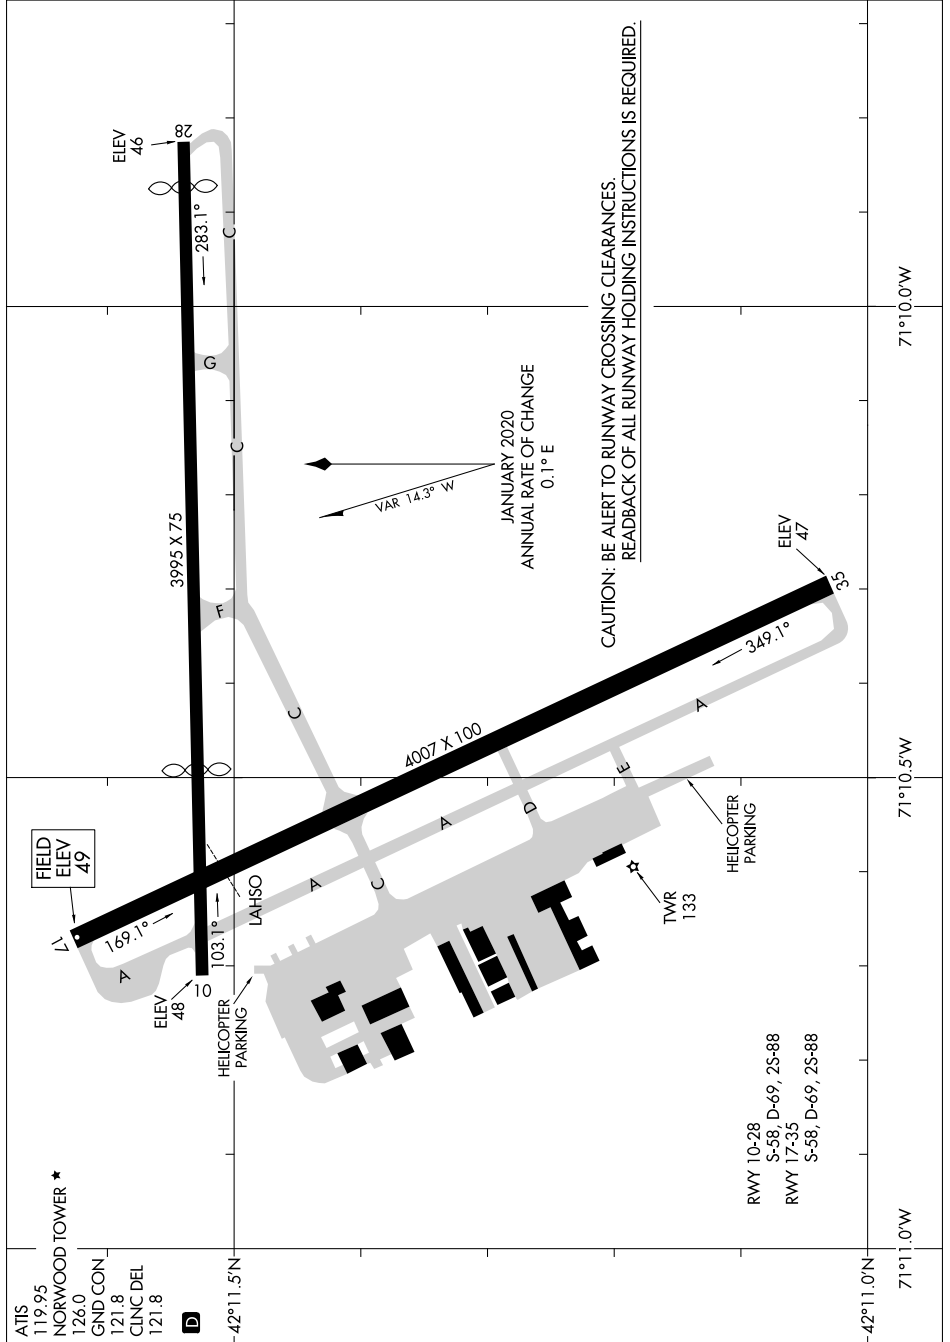 ATIS
119.95
NORWOOD TOWER ★
126.0
GND CON
121.8
CLNC DEL
121.8
D
FIELD
ELEV
49
17
169.1°
A
ELEV
48
10
103.1°
LAHSO
HELICOPTER
PARKING
ELEV
46
28
283.1°
C
G
C
3995 X 75
F
C
A
C
A
4007 X 100
D
E
A
349.1°
35
ELEV
47
HELICOPTER
PARKING
TWR
133
VAR 14.3° W
JANUARY 2020
ANNUAL RATE OF CHANGE
0.1° E
CAUTION: BE ALERT TO RUNWAY CROSSING CLEARANCES.
READBACK OF ALL RUNWAY HOLDING INSTRUCTIONS IS REQUIRED.
RWY 10-28
S-58, D-69, 2S-88
RWY 17-35
S-58, D-69, 2S-88
42°11.5'N
42°11.0'N
71°11.0'W
71°10.5'W
71°10.0'W